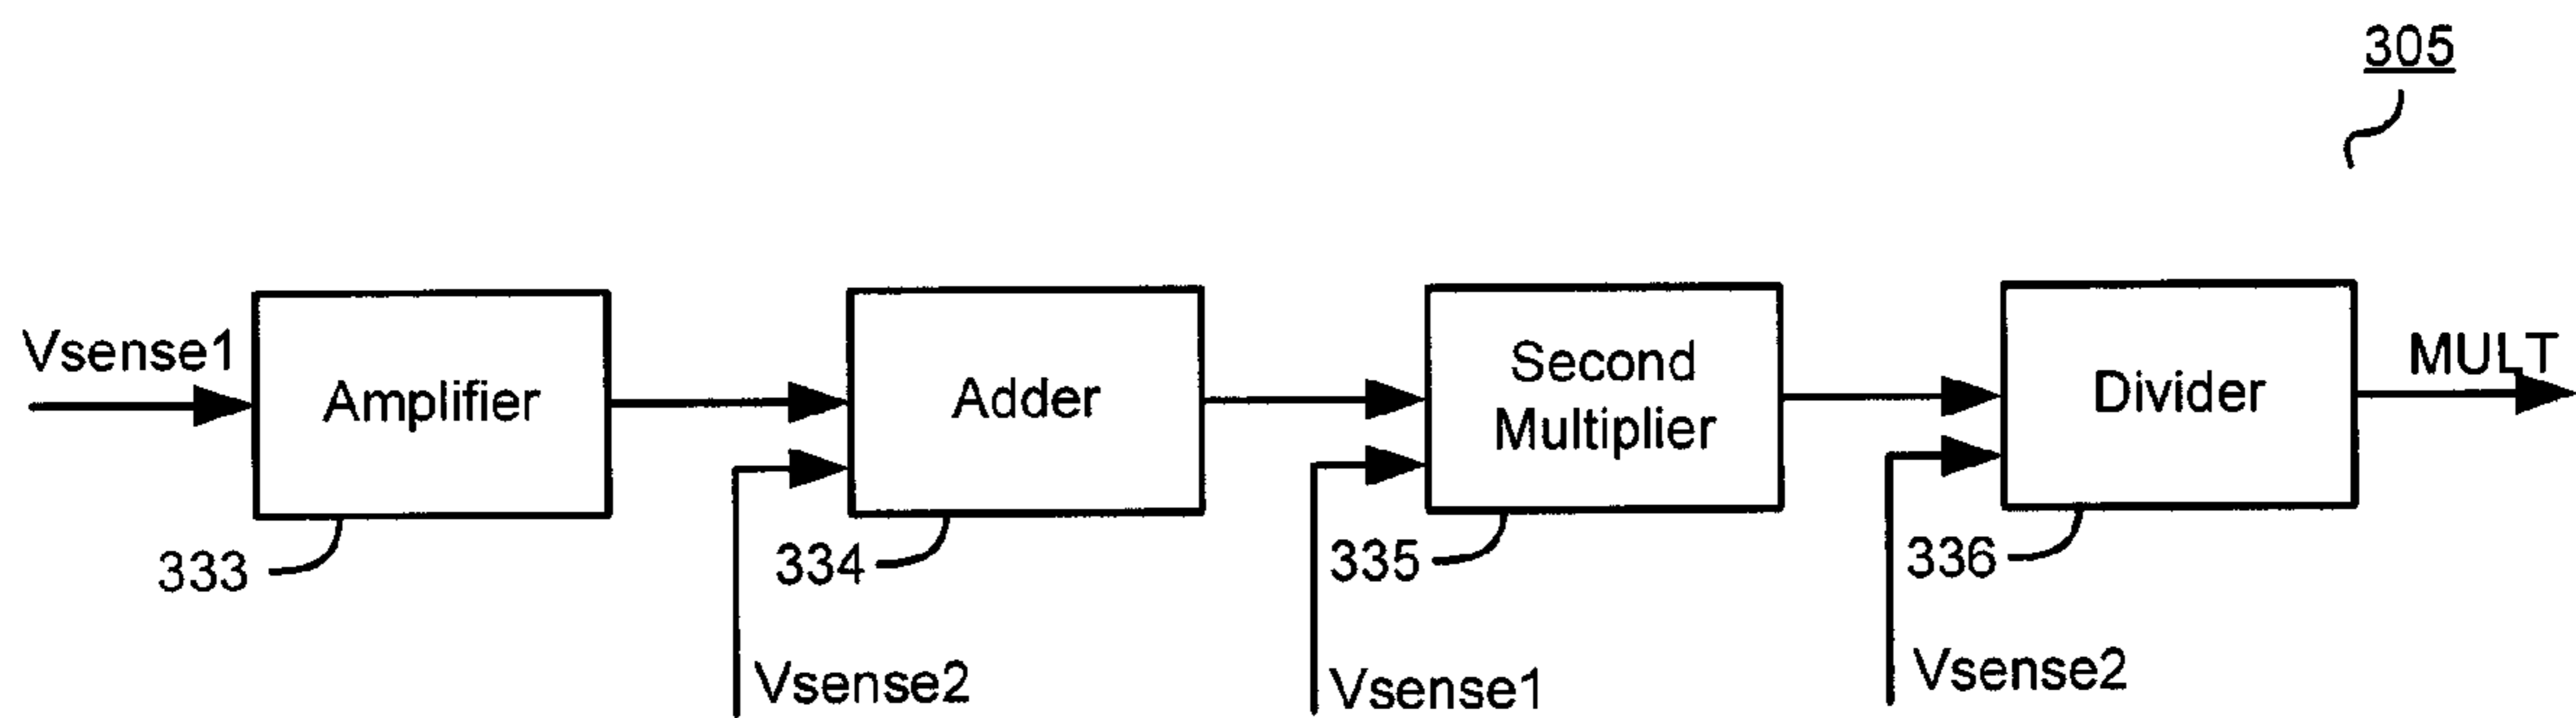 305
Vsense1
Amplifier
Adder
Second
Multiplier
Divider
MULT
333
334
335
336
Vsense2
Vsense1
Vsense2